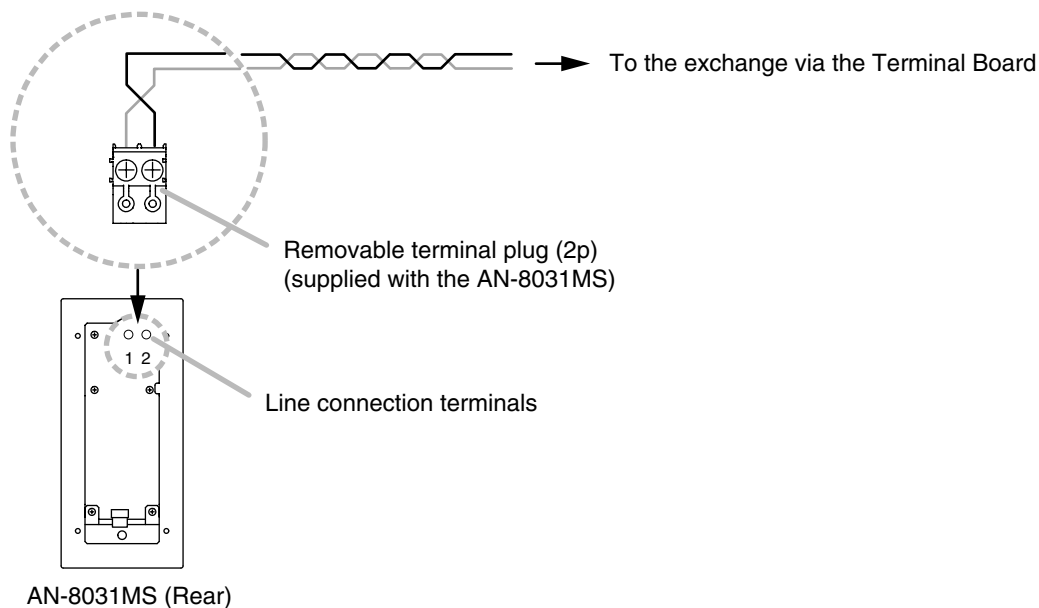 To the exchange via the Terminal Board
Removable terminal plug (2p)
(supplied with the AN-8031MS)
1 2
Line connection terminals
AN-8031MS (Rear)